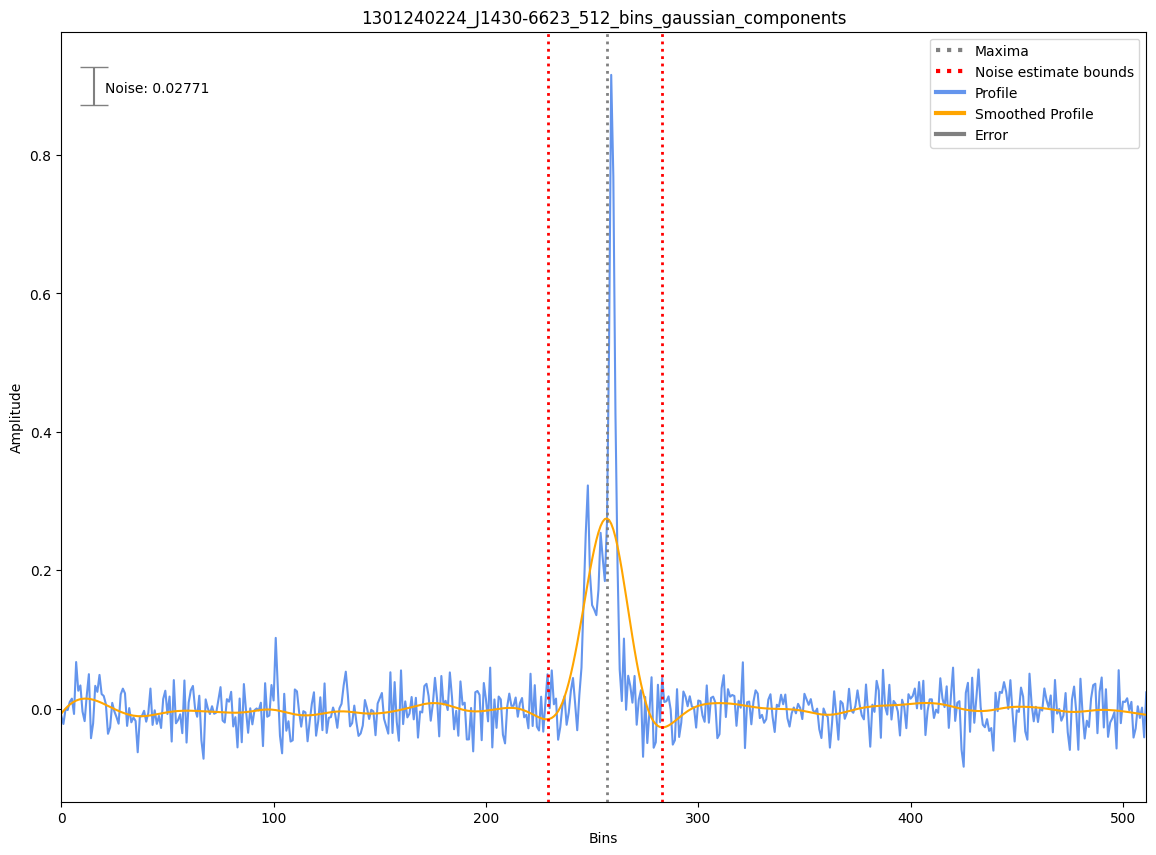 1301240224_J1430-6623_512_bins_gaussian_components
Noise: 0.02771
Maxima
Noise estimate bounds
Profile
Smoothed Profile
Error
Amplitude
0.8
0.6
0.4
0.2
0.0
0
100
200
300
400
500
Bins